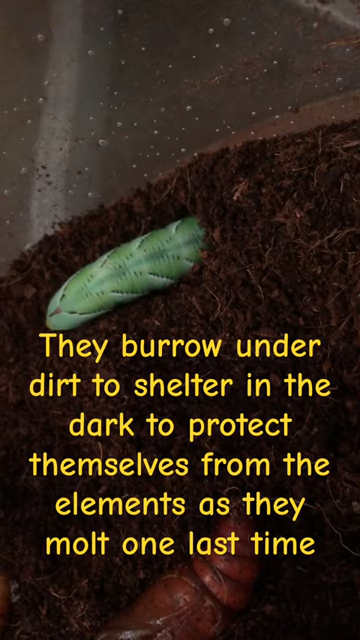 They burrow under
dirt to shelter in the
dark to protect
themselves from the
elements as they
molt one last time